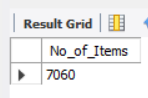 Result Grid
No_of_Items
7060